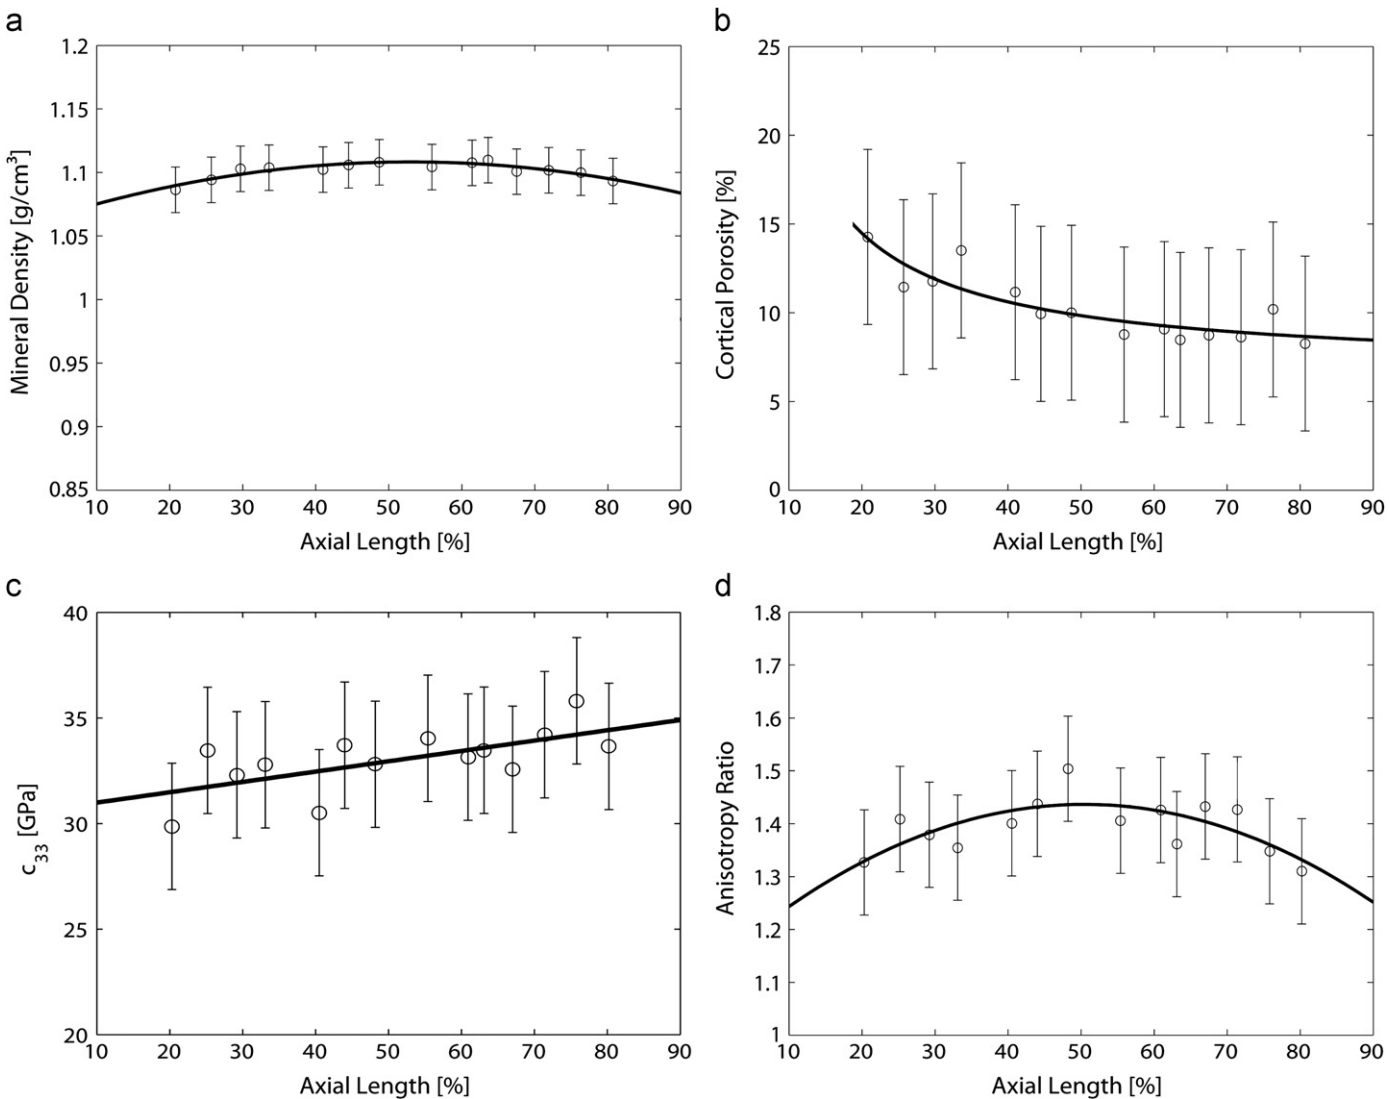 a
1.2
1.15
1.1
1.05
1
0.95
0.9
0.85
10 20 30 40 50 60 70 80 90
Mineral Density [g/cm³]
Axial Length [%]
b
25
20
15
10
5
0
10 20 30 40 50 60 70 80 90
Cortical Porosity [%]
Axial Length [%]
c
40
35
30
25
20
10 20 30 40 50 60 70 80 90
c₃₃ [GPa]
Axial Length [%]
d
1.8
1.7
1.6
1.5
1.4
1.3
1.2
1.1
1
10 20 30 40 50 60 70 80 90
Anisotropy Ratio
Axial Length [%]